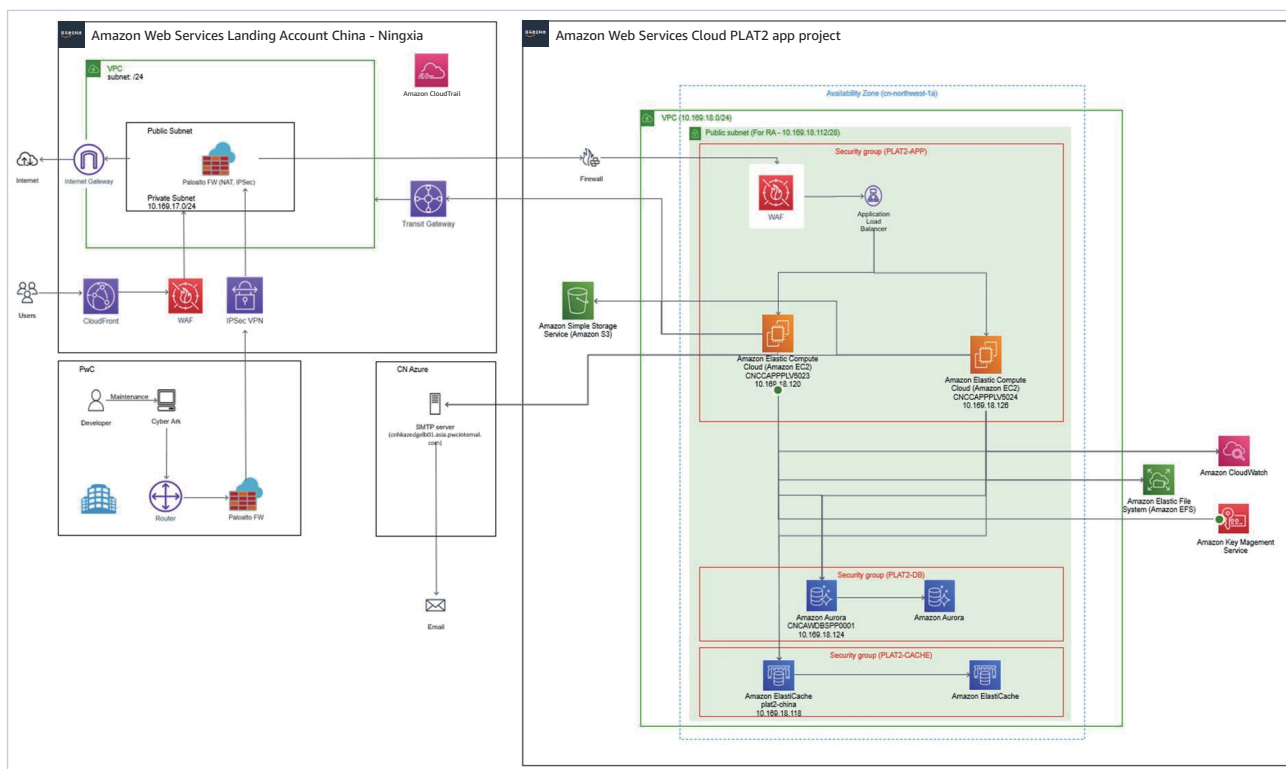 Amazon Web Services Landing Account China - Ningxia
VPC
subnet: /24
Amazon CloudTrail
Public Subnet
Internet
Internet Gateway
Paloalto FW (NAT, IPSec)
Private Subnet
10.169.17.0/24
Transit Gateway
Users
CloudFront
WAF
IPSec VPN
PwC
Maintenance
Developer
Cyber Ark
Router
Paloalto FW
CN Azure
SMTP server
(cnhkazedgelb01.asia.pwcinternal.
com)
Email
Firewall
Amazon Simple Storage
Service (Amazon S3)
Amazon Web Services Cloud PLAT2 app project
Availability Zone (cn-northwest-1a)
VPC (10.169.18.0/24)
Public subnet (For RA - 10.169.18.112/28)
Security group (PLAT2-APP)
WAF
Application
Load
Balancer
Amazon Elastic Compute
Cloud (Amazon EC2)
CNCCAPPPLV5023
10.169.18.120
Amazon Elastic Compute
Cloud (Amazon EC2)
CNCCAPPPLV5024
10.169.18.126
Amazon CloudWatch
Amazon Elastic File
System (Amazon EFS)
Amazon Key Magement
Service
Security group (PLAT2-DB)
Amazon Aurora
CNCAWDBSPP0001
10.169.18.124
Amazon Aurora
Security group (PLAT2-CACHE)
Amazon ElastiCache
plat2-china
10.169.18.118
Amazon ElastiCache